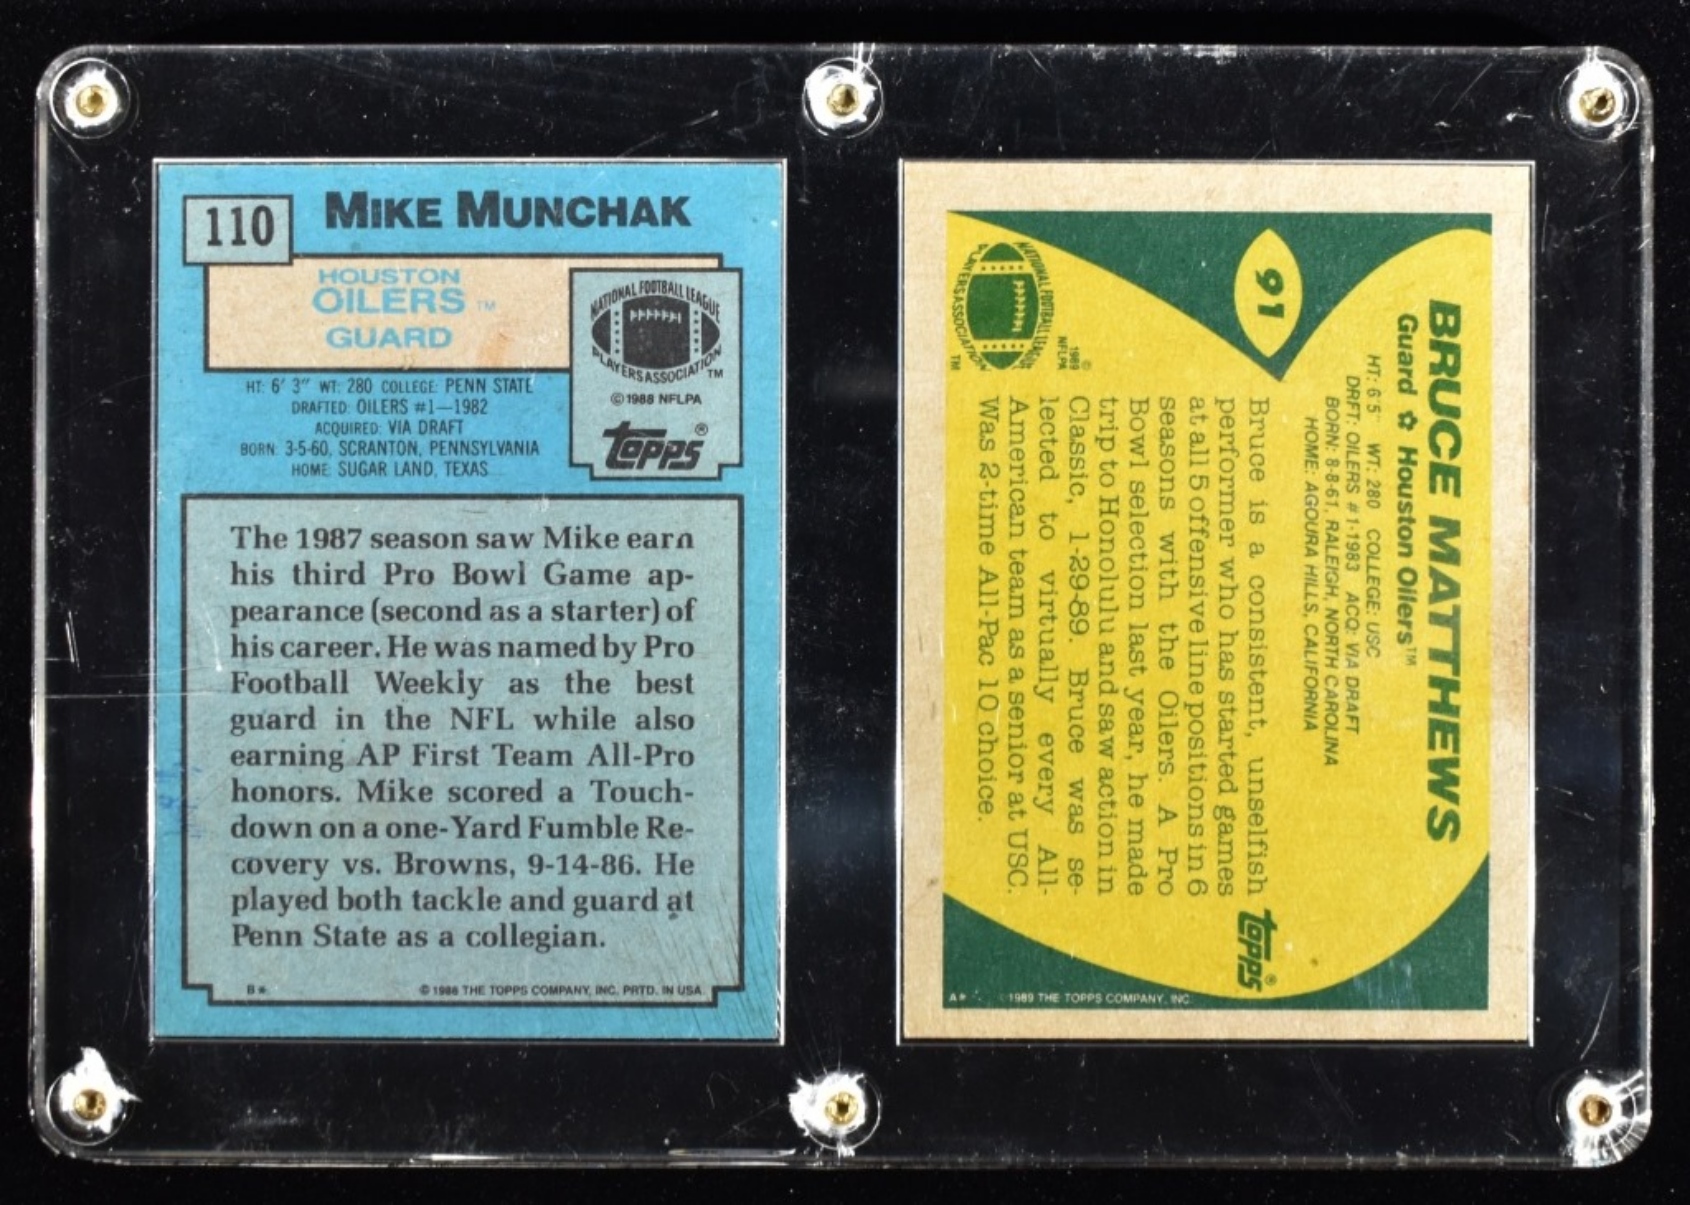 110
MIKE MUNCHAK
HOUSTON
OILERS ™
GUARD
NATIONAL FOOTBALL LEAGUE
PLAYERS ASSOCIATION ™
© 1988 NFLPA
Topps®
HT: 6' 3" WT: 280 COLLEGE: PENN STATE
DRAFTED: OILERS #1—1982
ACQUIRED: VIA DRAFT
BORN: 3-5-60, SCRANTON, PENNSYLVANIA
HOME: SUGAR LAND, TEXAS
The 1987 season saw Mike earn
his third Pro Bowl Game ap-
pearance (second as a starter) of
his career. He was named by Pro
Football Weekly as the best
guard in the NFL while also
earning AP First Team All-Pro
honors. Mike scored a Touch-
down on a one-Yard Fumble Re-
covery vs. Browns, 9-14-86. He
played both tackle and guard at
Penn State as a collegian.
B*
© 1988 THE TOPPS COMPANY, INC. PRTD. IN USA.
BRUCE MATTHEWS
Guard ✩ Houston Oilers™
HT: 6'5" WT: 280 COLLEGE: USC
DRFT: OILERS #1-1983 ACQ: VIA DRAFT
BORN: 8-8-61, RALEIGH, NORTH CAROLINA
HOME: AGOURA HILLS, CALIFORNIA
91
Bruce is a consistent, unselfish
performer who has started games
at all 5 offensive line positions in 6
seasons with the Oilers. A Pro
Bowl selection last year, he made
trip to Honolulu and saw action in
Classic, 1-29-89. Bruce was se-
lected to virtually every All-
American team as a senior at USC.
Was 2-time All-Pac 10 choice.
NATIONAL FOOTBALL LEAGUE
PLAYERS ASSOCIATION ™
© 1989 NFLPA
Topps®
A* © 1989 THE TOPPS COMPANY, INC.